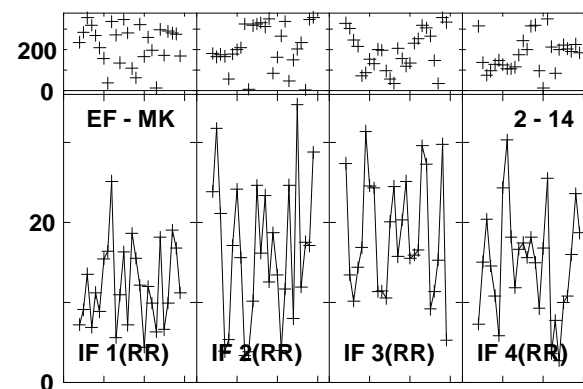 200
0
EF - MK
2 - 14
20
IF 1(RR)
IF 2(RR)
IF 3(RR)
IF 4(RR)
0